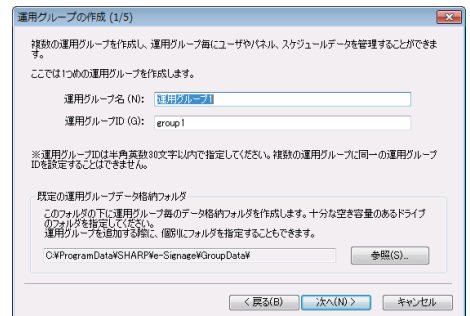 運用グループの作成 (1/5)
複数の運用グループを作成し、運用グループ毎にユーザやパネル、スケジュールデータを管理することができま
す。
ここでは1つめの運用グループを作成します。
運用グループ名 (N): 運用グループ1
運用グループID (G): group1
※運用グループIDは半角英数30文字以内で指定してください。複数の運用グループに同一の運用グループ
IDを設定することはできません。
既定の運用グループデータ格納フォルダ
このフォルダの下に運用グループ毎のデータ格納フォルダを作成します。十分な空き容量のあるドライブ
のフォルダを指定してください。
運用グループを追加する際に、個別にフォルダを指定することもできます。
C:¥ProgramData¥SHARP¥e-Signage¥GroupData¥ 参照(S)...
< 戻る(B) 次へ(N) > キャンセル